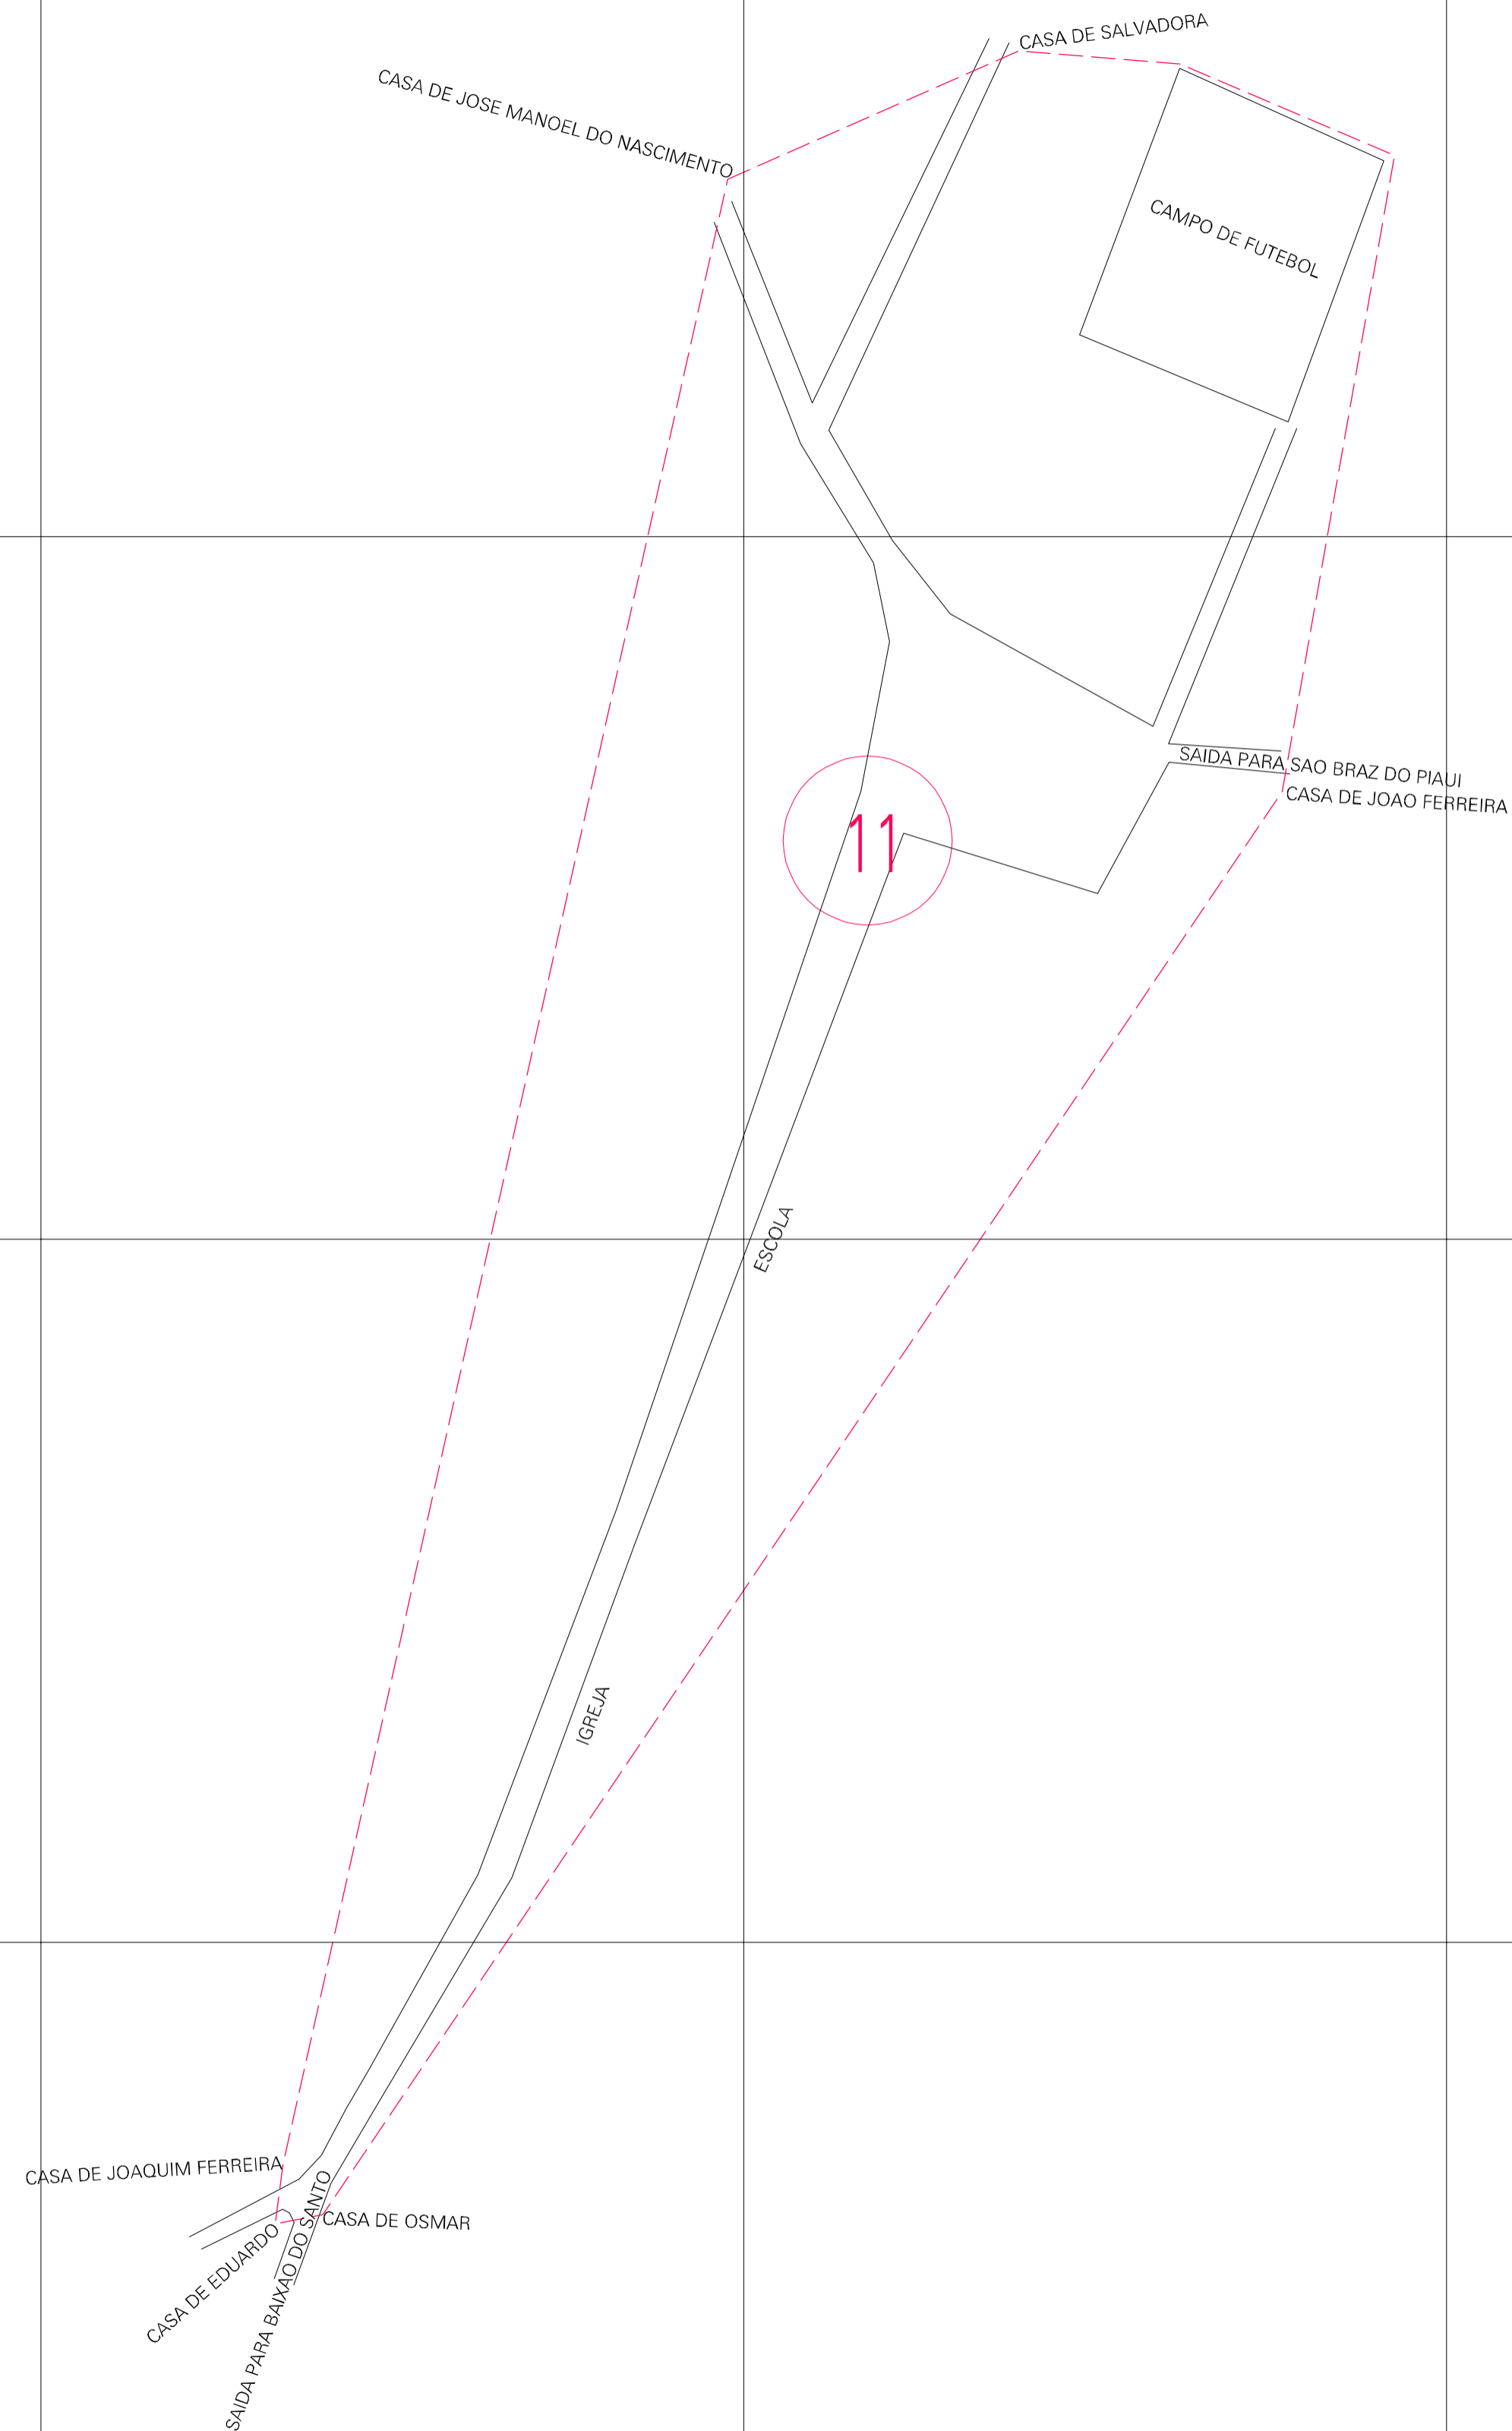 CASA DE SALVADORA
CASA DE JOSE MANOEL DO NASCIMENTO
CAMPO DE FUTEBOL
SAIDA PARA SAO BRAZ DO PIAUI
CASA DE JOAO FERREIRA
11
ESCOLA
IGREJA
CASA DE JOAQUIM FERREIRA
CASA DE OSMAR
CASA DE EDUARDO
SAIDA PARA BAIXAO DO SANTO